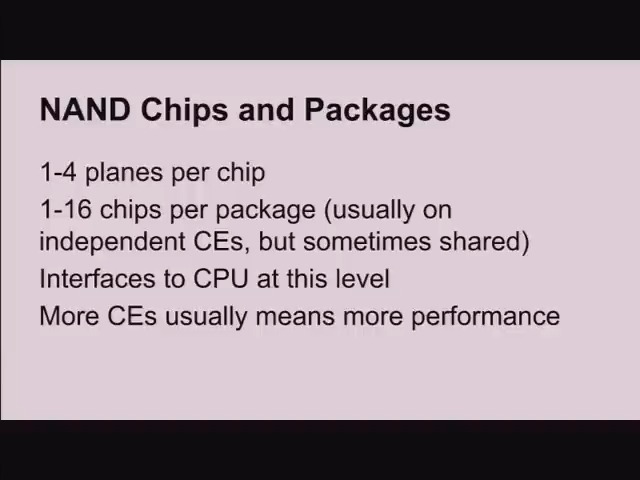 NAND Chips and Packages
1-4 planes per chip
1-16 chips per package (usually on
independent CEs, but sometimes shared)
Interfaces to CPU at this level
More CEs usually means more performance